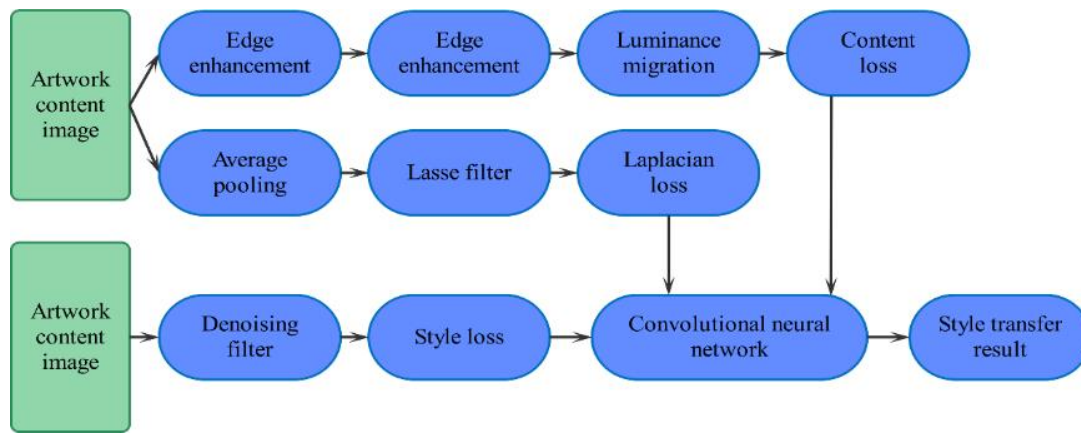 Artwork
content
image
Edge
enhancement
Edge
enhancement
Luminance
migration
Content
loss
Average
pooling
Lasse filter
Laplacian
loss
Artwork
content
image
Denoising
filter
Style loss
Convolutional neural
network
Style transfer
result